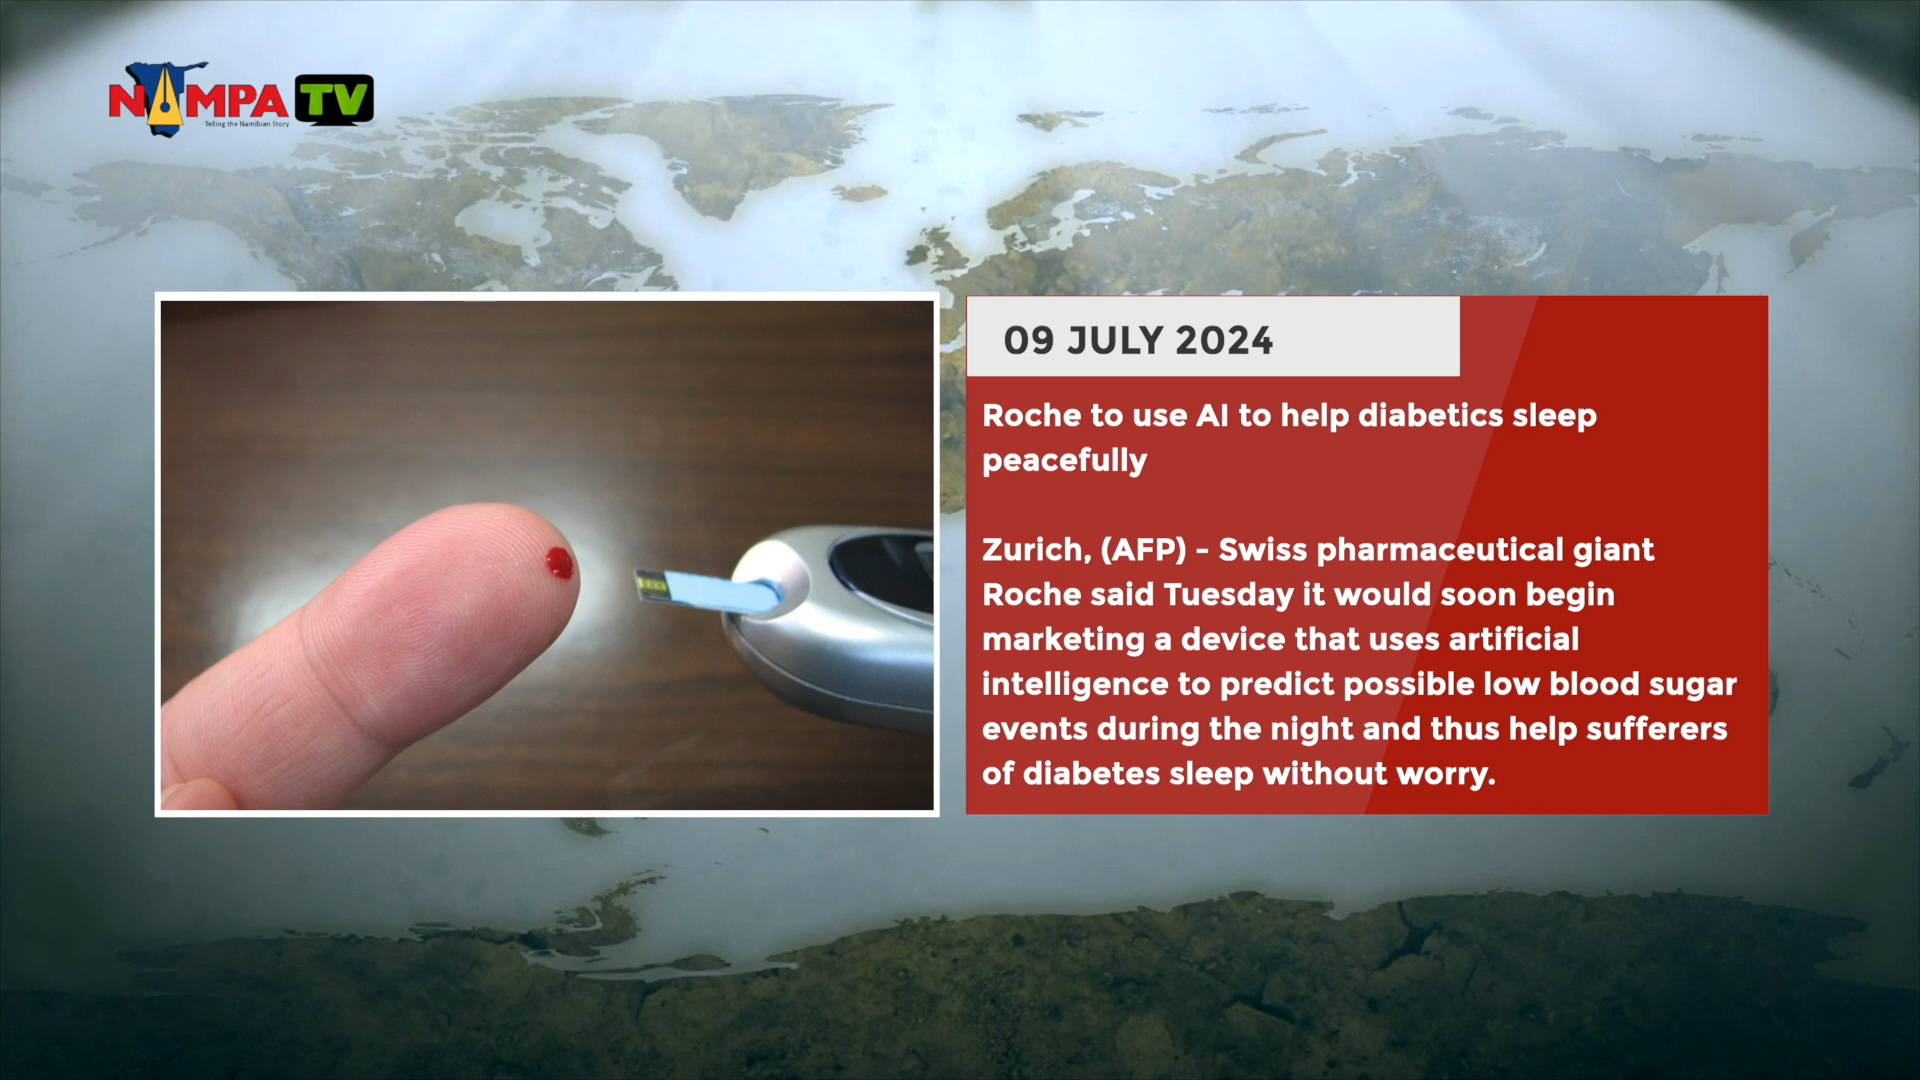 NAMPA TV
Telling the Namibian Story
09 JULY 2024
Roche to use AI to help diabetics sleep
peacefully
Zurich, (AFP) - Swiss pharmaceutical giant
Roche said Tuesday it would soon begin
marketing a device that uses artificial
intelligence to predict possible low blood sugar
events during the night and thus help sufferers
of diabetes sleep without worry.